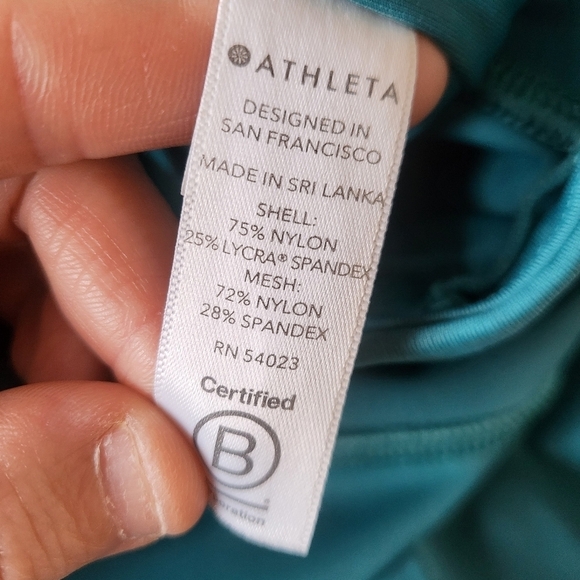 ATHLETA
DESIGNED IN
SAN FRANCISCO
MADE IN SRI LANKA
SHELL:
75% NYLON
25% LYCRA® SPANDEX
MESH:
72% NYLON
28% SPANDEX
RN 54023
Certified
B